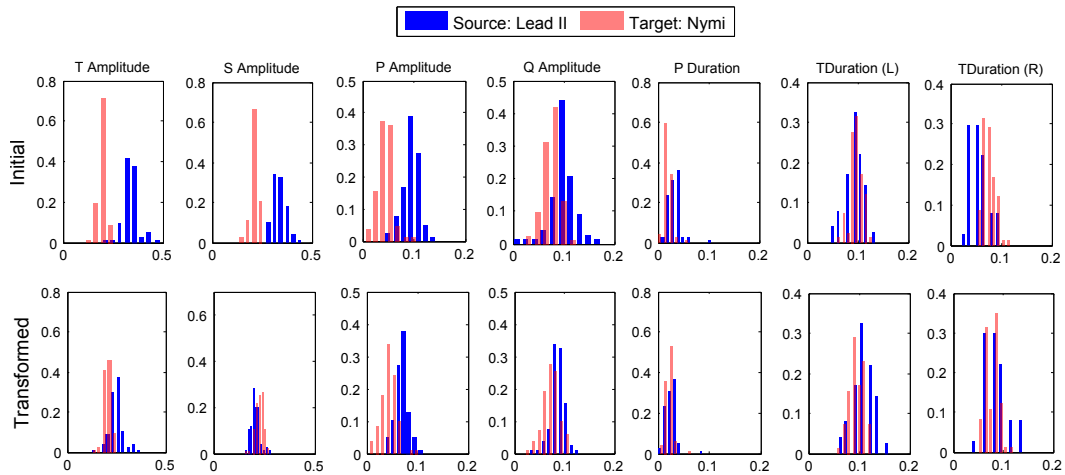 Source: Lead II Target: Nymi
T Amplitude S Amplitude P Amplitude Q Amplitude P Duration TDuration (L) TDuration (R)
Initial
0.8 0.6 0.4 0.2 0 0 0.5
0.8 0.6 0.4 0.2 0 0 0.5
0.5 0.4 0.3 0.2 0.1 0 0 0.1 0.2
0.5 0.4 0.3 0.2 0.1 0 0 0.1 0.2
0.8 0.6 0.4 0.2 0 0 0.1 0.2
0.4 0.3 0.2 0.1 0 0 0.1 0.2
0.4 0.3 0.2 0.1 0 0 0.1 0.2
Transformed
0.8 0.6 0.4 0.2 0 0 0.5
0.6 0.4 0.2 0 0 0.5
0.5 0.4 0.3 0.2 0.1 0 0 0.1 0.2
0.5 0.4 0.3 0.2 0.1 0 0 0.1 0.2
0.8 0.6 0.4 0.2 0 0 0.1 0.2
0.4 0.3 0.2 0.1 0 0 0.1 0.2
0.4 0.3 0.2 0.1 0 0 0.1 0.2